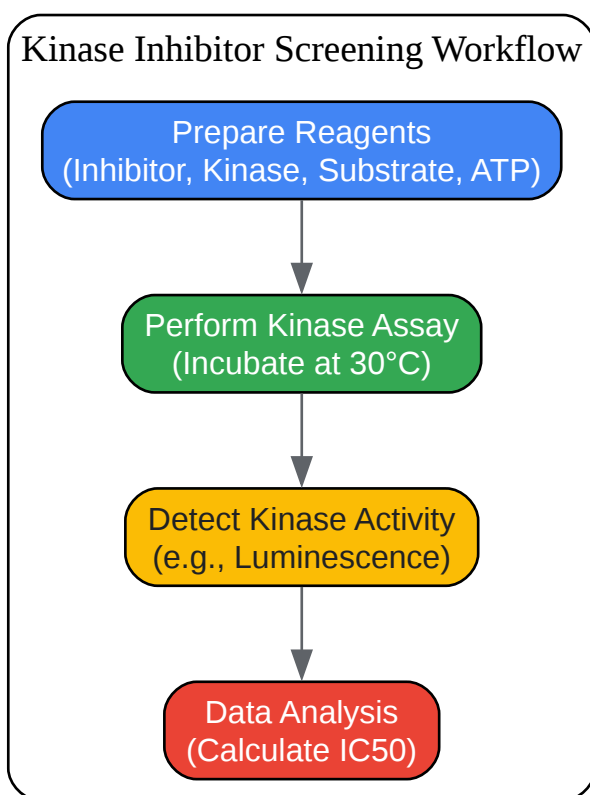 Kinase Inhibitor Screening Workflow
Prepare Reagents
(Inhibitor, Kinase, Substrate, ATP)
Perform Kinase Assay
(Incubate at 30°C)
Detect Kinase Activity
(e.g., Luminescence)
Data Analysis
(Calculate IC50)